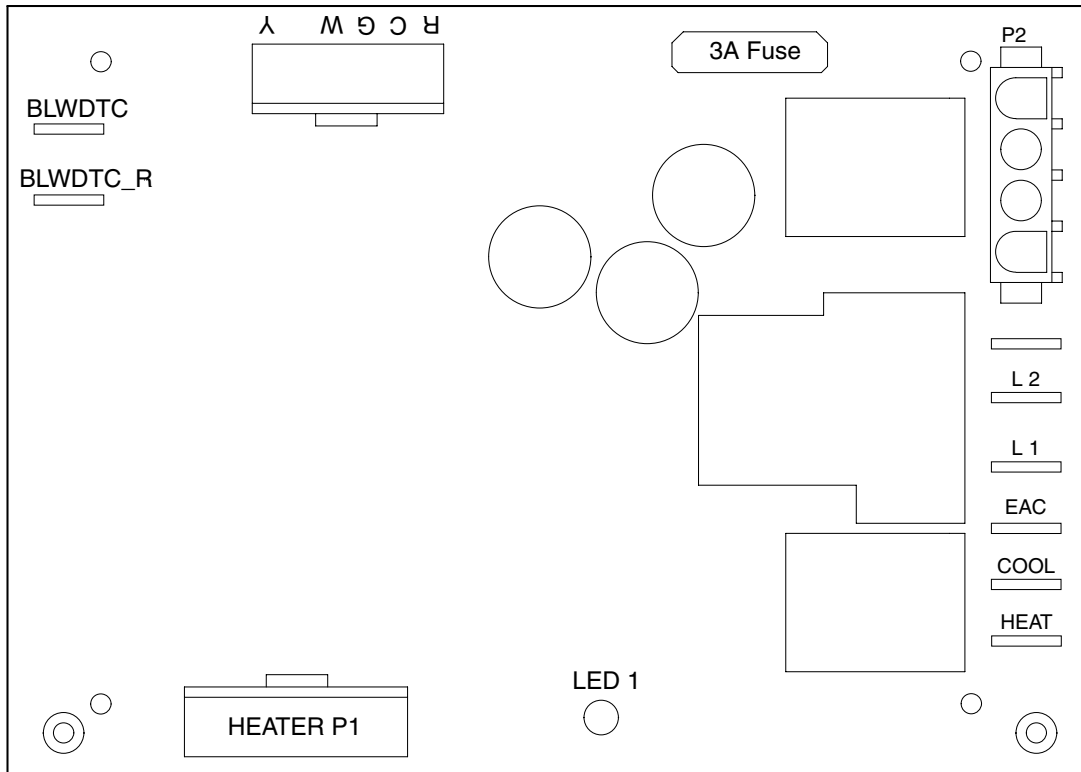 Y W G C R
3A Fuse
P2
BLWDTC
BLWDTC_R
L 2
L 1
EAC
COOL
HEAT
LED 1
HEATER P1